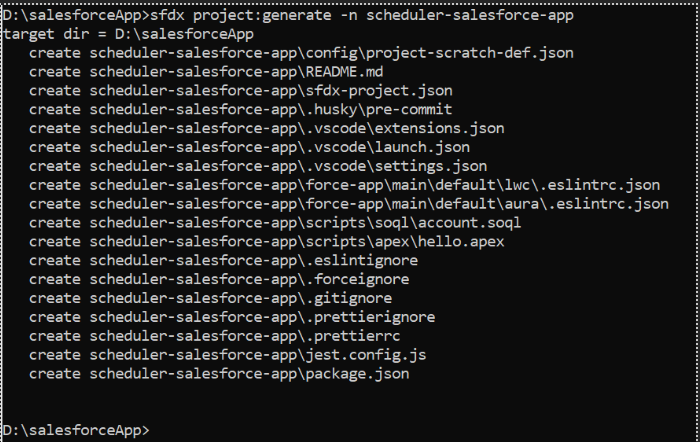 D:\salesforceApp>sfdx project:generate -n scheduler-salesforce-app
target dir = D:\salesforceApp
create scheduler-salesforce-app\config\project-scratch-def.json
create scheduler-salesforce-app\README.md
create scheduler-salesforce-app\sfdx-project.json
create scheduler-salesforce-app\.husky\pre-commit
create scheduler-salesforce-app\.vscode\extensions.json
create scheduler-salesforce-app\.vscode\launch.json
create scheduler-salesforce-app\.vscode\settings.json
create scheduler-salesforce-app\force-app\main\default\lwc\.eslintrc.json
create scheduler-salesforce-app\force-app\main\default\aura\.eslintrc.json
create scheduler-salesforce-app\scripts\soql\account.soql
create scheduler-salesforce-app\scripts\apex\hello.apex
create scheduler-salesforce-app\.eslintignore
create scheduler-salesforce-app\.forceignore
create scheduler-salesforce-app\.gitignore
create scheduler-salesforce-app\.prettierignore
create scheduler-salesforce-app\.prettierrc
create scheduler-salesforce-app\jest.config.js
create scheduler-salesforce-app\package.json
D:\salesforceApp>